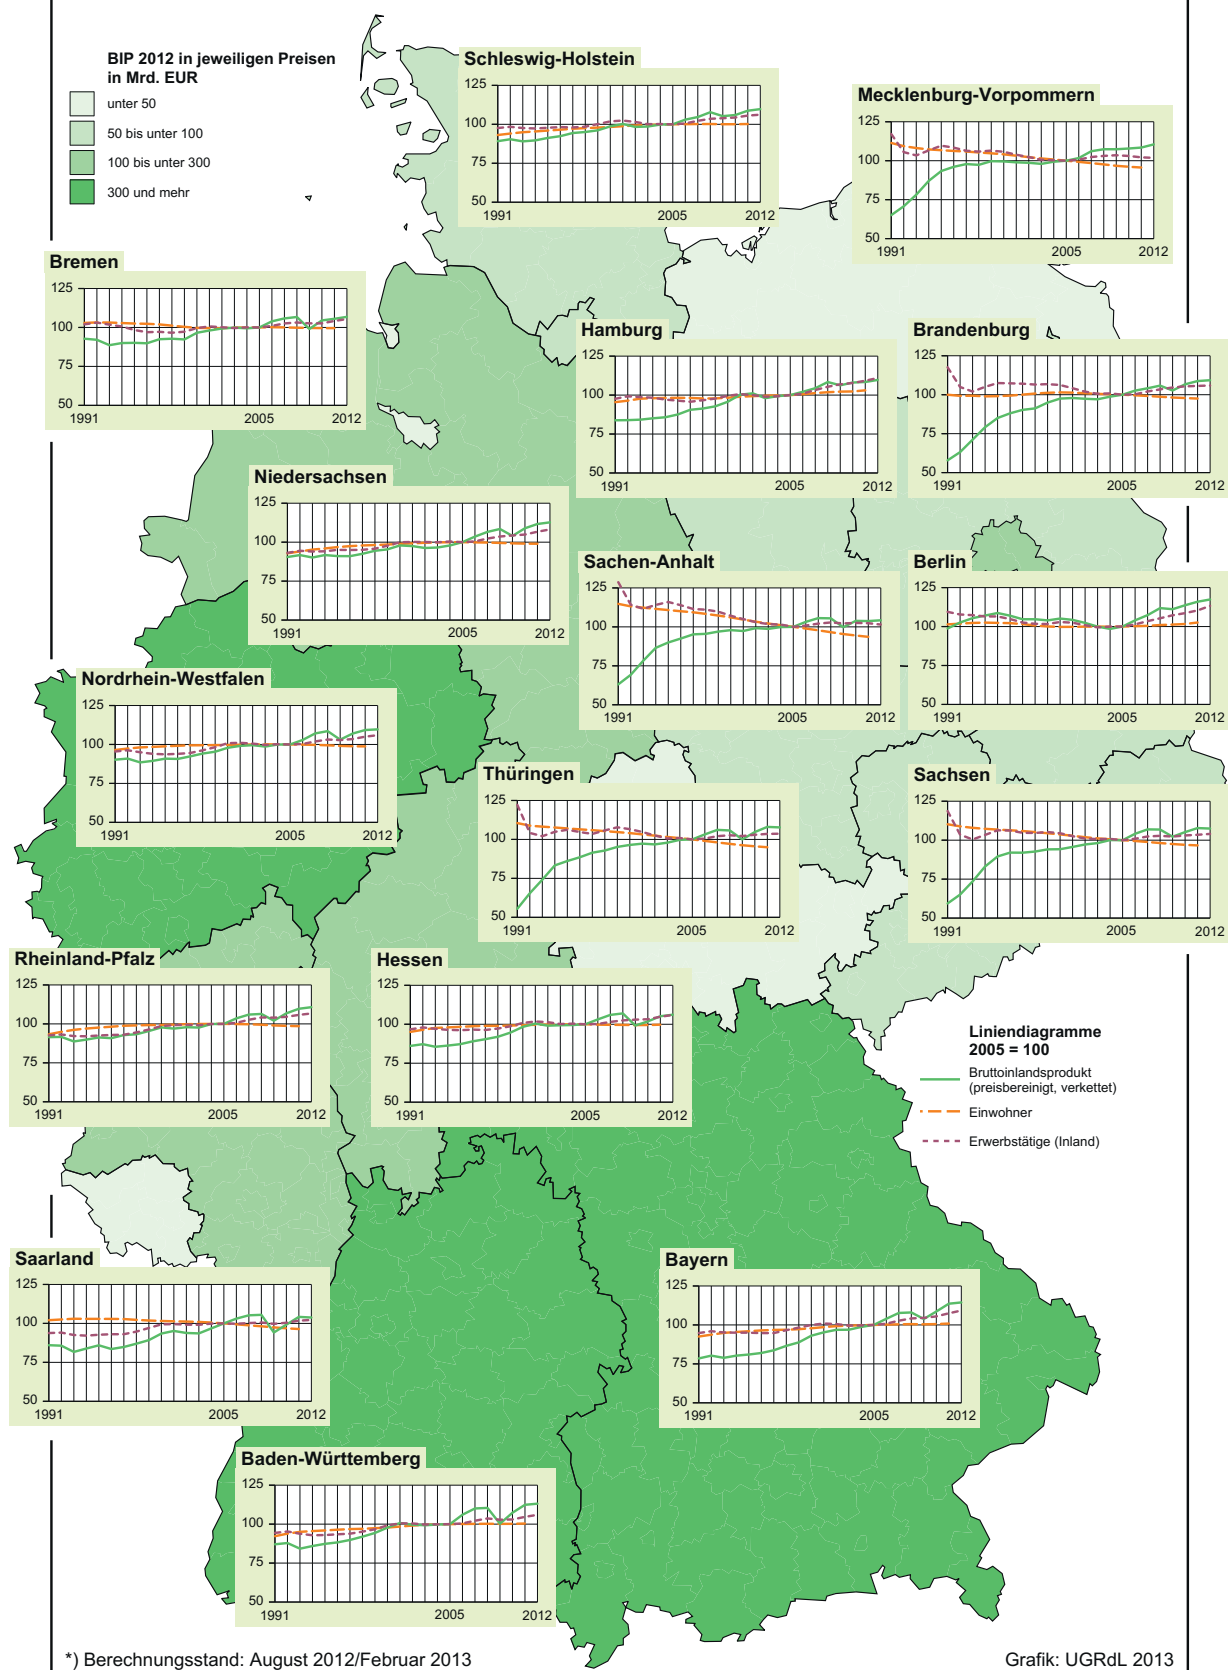 BIP 2012 in jeweiligen Preisen
in Mrd. EUR
unter 50
50 bis unter 100
100 bis unter 300
300 und mehr
Schleswig-Holstein
125
100
75
50
1991 2005 2012
Mecklenburg-Vorpommern
125
100
75
50
1991 2005 2012
Bremen
125
100
75
50
1991 2005 2012
Hamburg
125
100
75
50
1991 2005 2012
Brandenburg
125
100
75
50
1991 2005 2012
Niedersachsen
125
100
75
50
1991 2005 2012
Sachen-Anhalt
125
100
75
50
1991 2005 2012
Berlin
125
100
75
50
1991 2005 2012
Nordrhein-Westfalen
125
100
75
50
1991 2005 2012
Thüringen
125
100
75
50
1991 2005 2012
Sachsen
125
100
75
50
1991 2005 2012
Rheinland-Pfalz
125
100
75
50
1991 2005 2012
Hessen
125
100
75
50
1991 2005 2012
Liniendiagramme
2005 = 100
Bruttoinlandsprodukt
(preisbereinigt, verkettet)
Einwohner
Erwerbstätige (Inland)
Saarland
125
100
75
50
1991 2005 2012
Bayern
125
100
75
50
1991 2005 2012
Baden-Württemberg
125
100
75
50
1991 2005 2012
*) Berechnungsstand: August 2012/Februar 2013
Grafik: UGRdL 2013